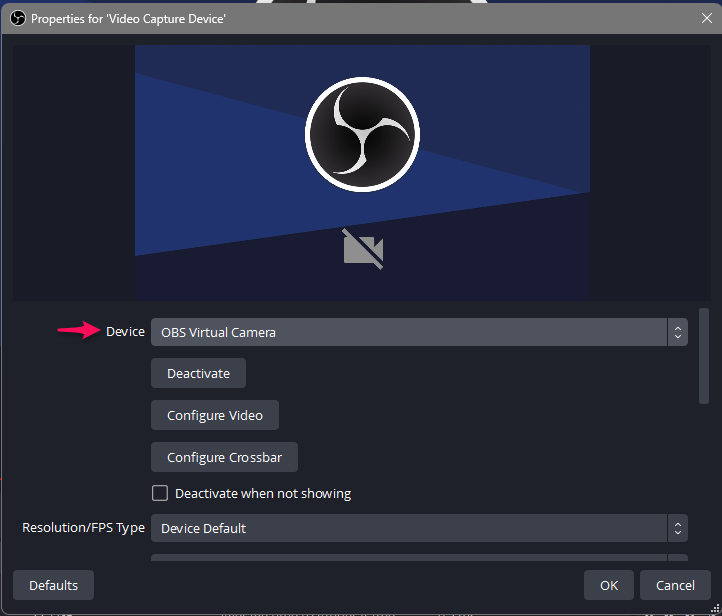 Properties for 'Video Capture Device'
Device OBS Virtual Camera
Deactivate
Configure Video
Configure Crossbar
Deactivate when not showing
Resolution/FPS Type Device Default
Defaults OK Cancel